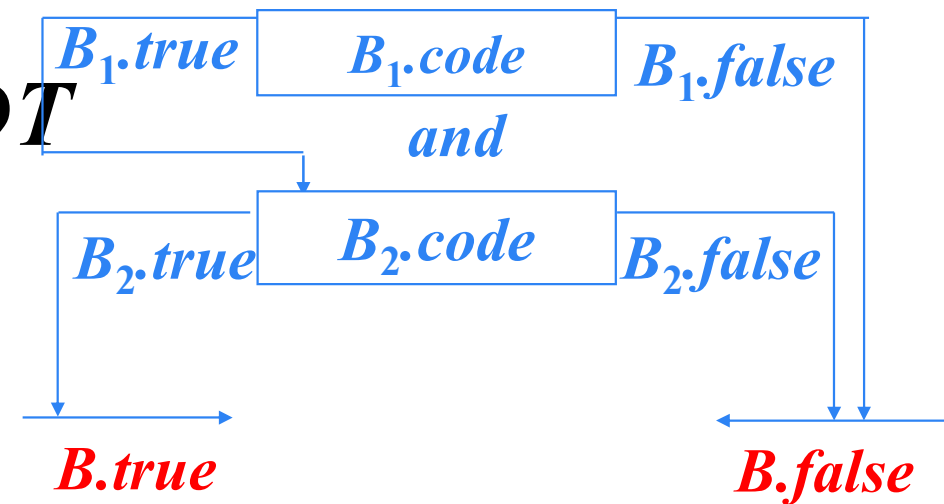 B₁.true B₁.code B₁.false
and
B₂.true B₂.code B₂.false
B.true B.false